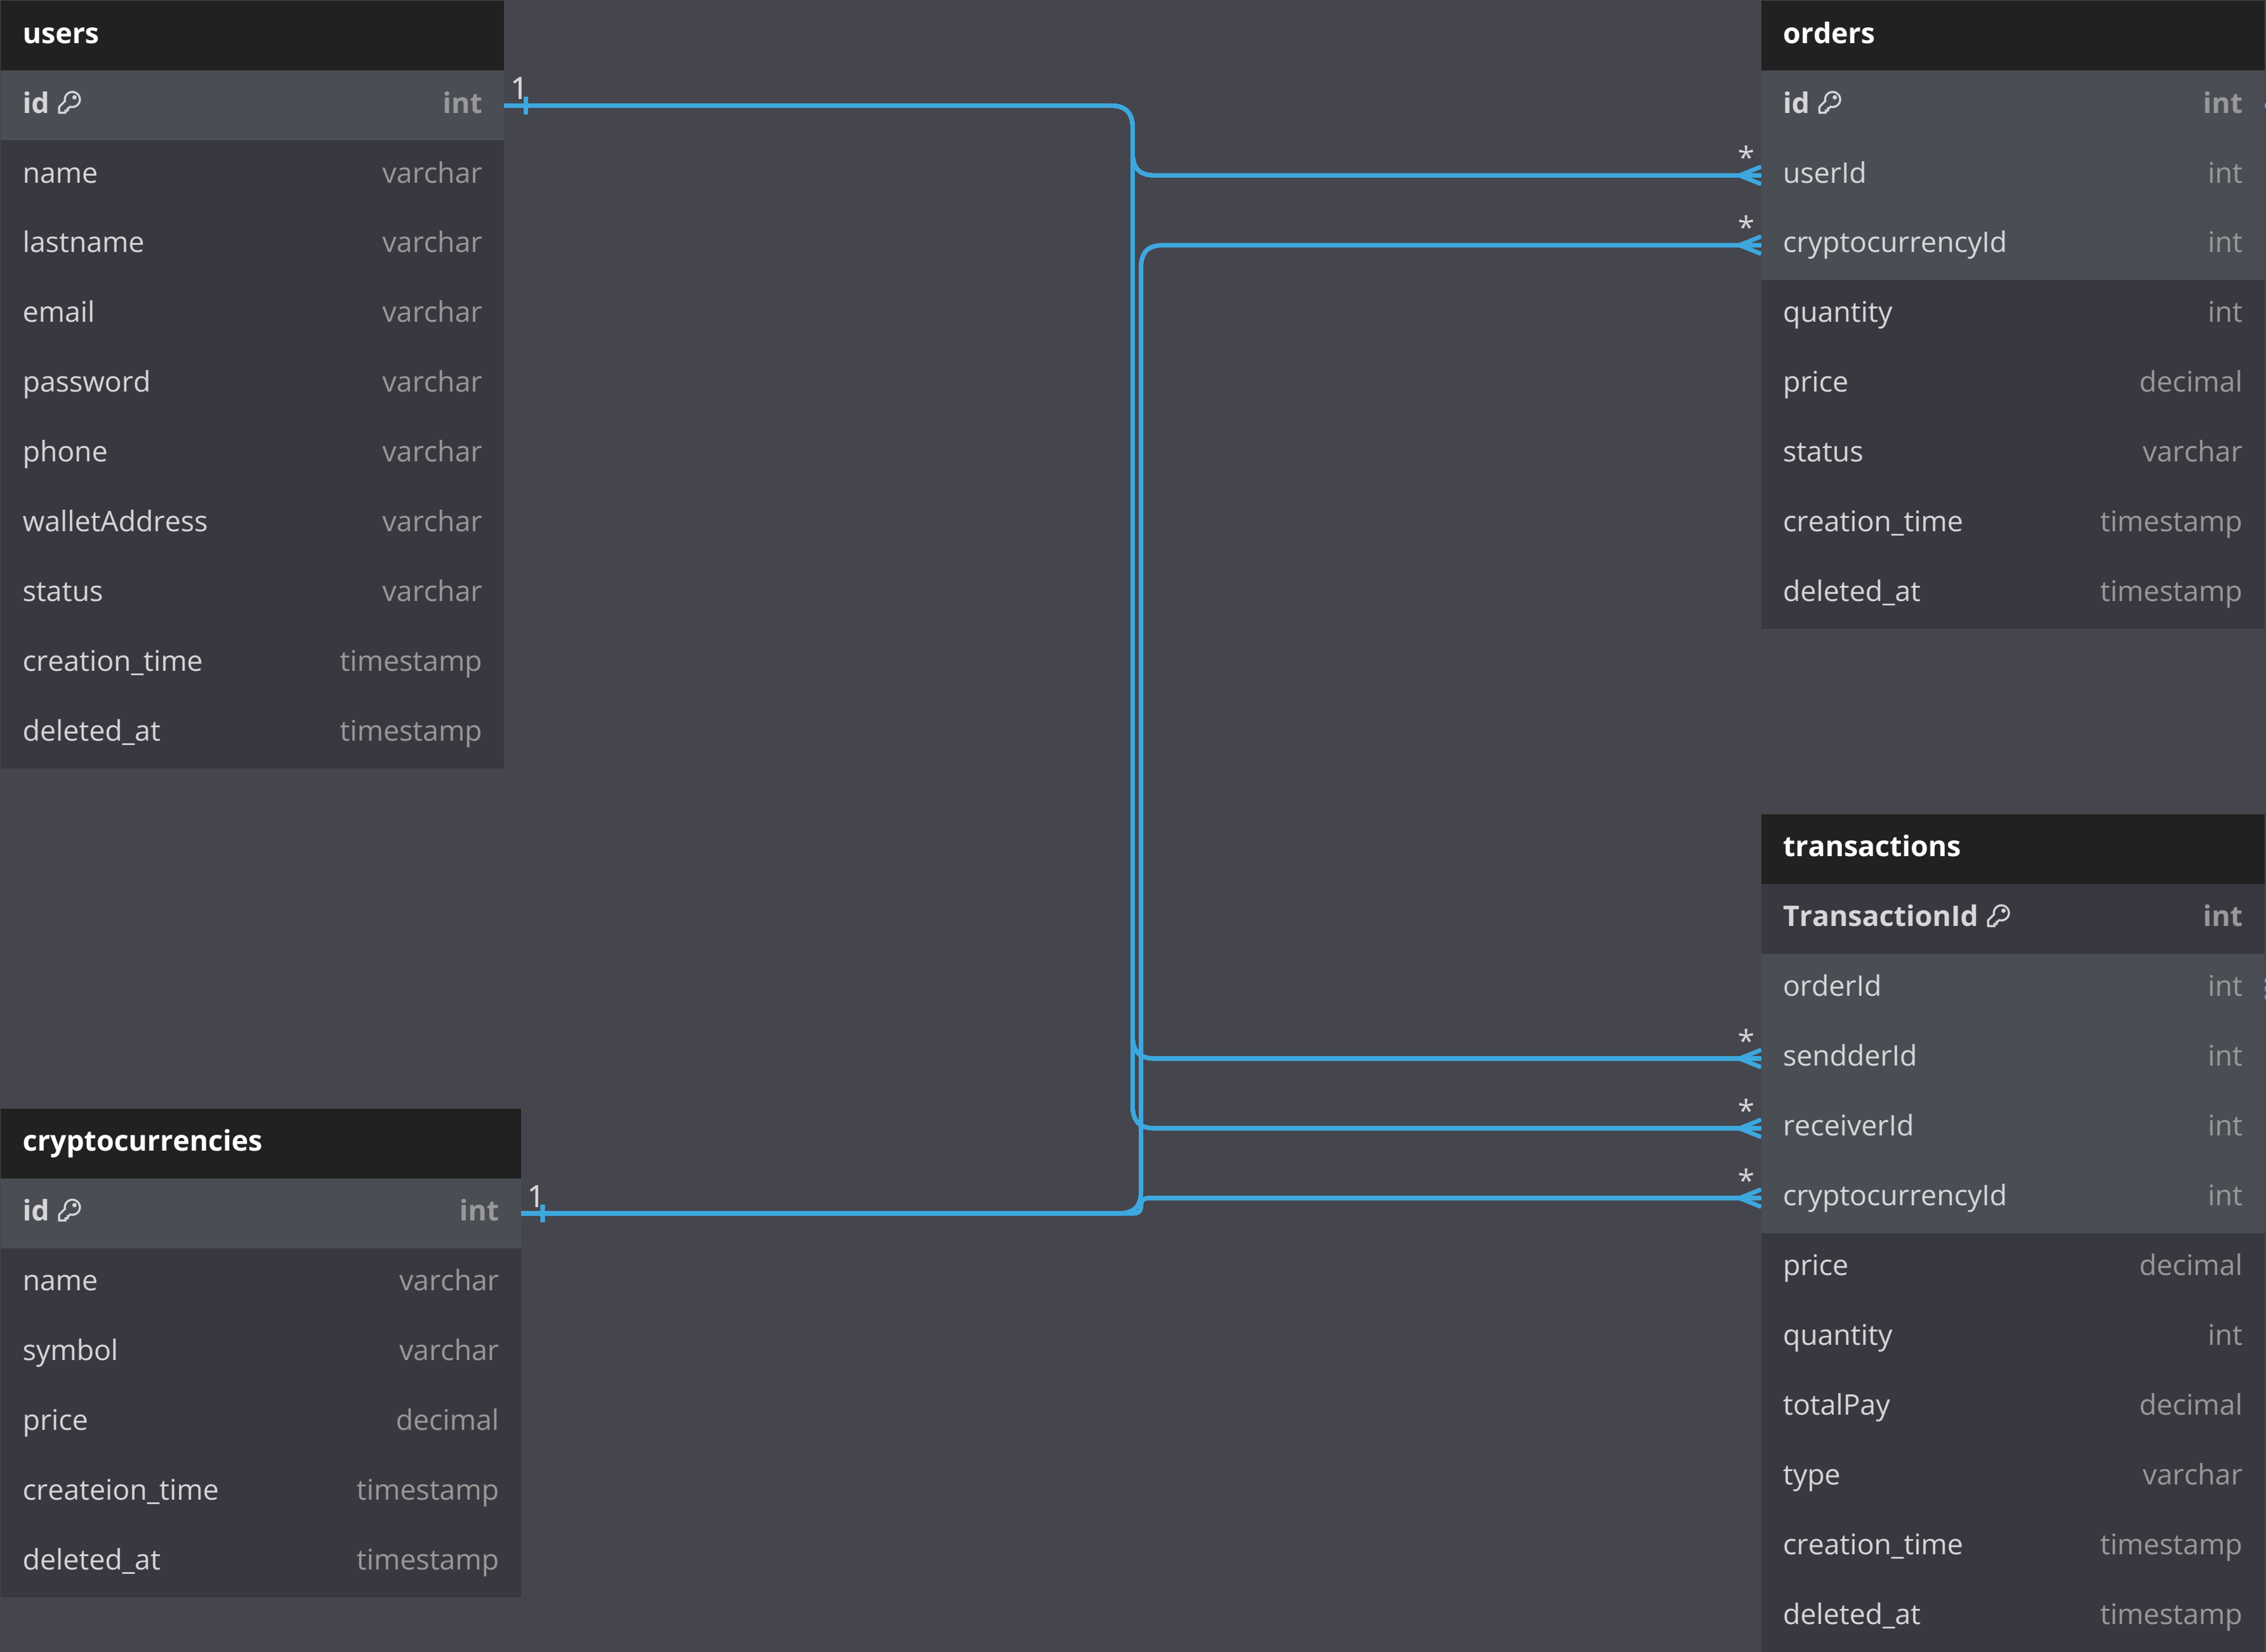 users
id int
name varchar
lastname varchar
email varchar
password varchar
phone varchar
walletAddress varchar
status varchar
creation_time timestamp
deleted_at timestamp
1
orders
id int
* userId int
* cryptocurrencyId int
quantity int
price decimal
status varchar
creation_time timestamp
deleted_at timestamp
cryptocurrencies
id int
name varchar
symbol varchar
price decimal
createion_time timestamp
deleted_at timestamp
1
transactions
TransactionId int
orderId int
* sendderId int
* receiverId int
* cryptocurrencyId int
price decimal
quantity int
totalPay decimal
type varchar
creation_time timestamp
deleted_at timestamp